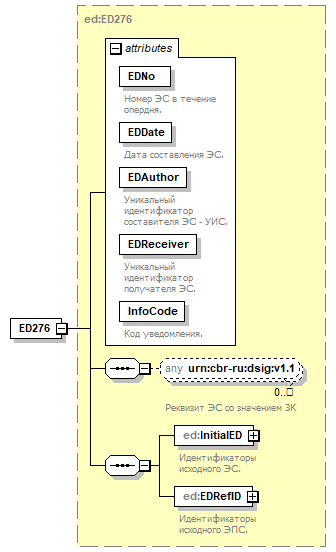 ed:ED276
attributes
EDNo
Номер ЭС в течение
опердня.
EDDate
Дата составления ЭС.
EDAuthor
Уникальный
идентификатор
составителя ЭС - УИС.
EDReceiver
Уникальный
идентификатор
получателя ЭС.
InfoCode
Код уведомления.
ED276
any urn:cbr-ru:dsig:v1.1
0..□
Реквизит ЭС со значением ЗК
ed:InitialED
Идентификаторы
исходного ЭС.
ed:EDRefID
Идентификаторы
исходного ЭПС.